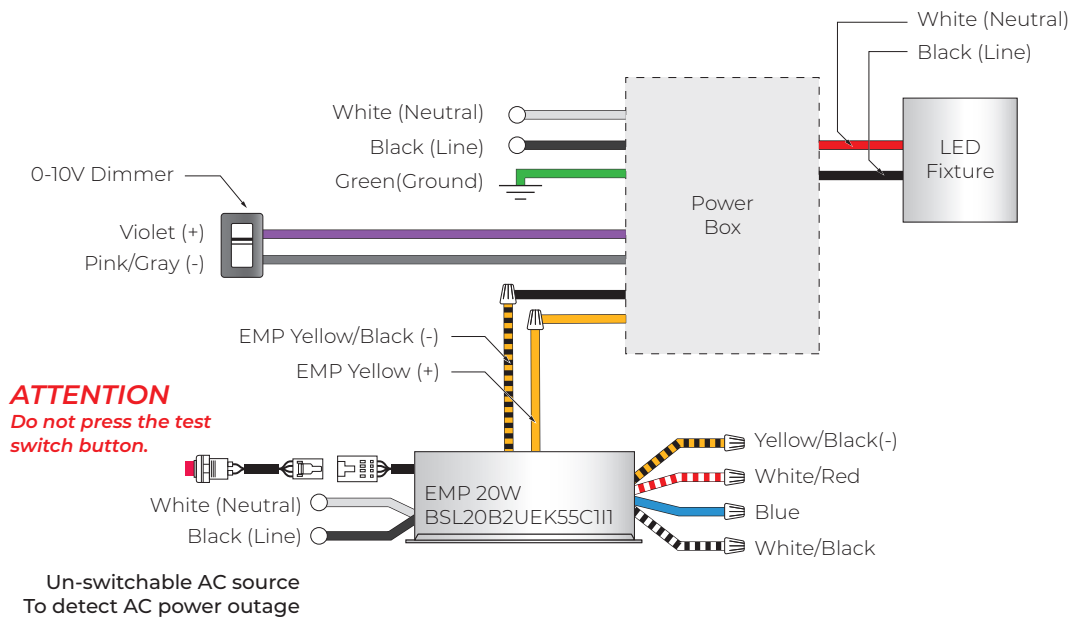 White (Neutral)
Black (Line)
White (Neutral)
Black (Line)
Green(Ground)
LED
Fixture
0-10V Dimmer
Power
Box
Violet (+)
Pink/Gray (-)
EMP Yellow/Black (-)
EMP Yellow (+)
ATTENTION
Do not press the test
switch button.
Yellow/Black(-)
White/Red
Blue
White/Black
EMP 20W
BSL20B2UEK55C1I1
White (Neutral)
Black (Line)
Un-switchable AC source
To detect AC power outage